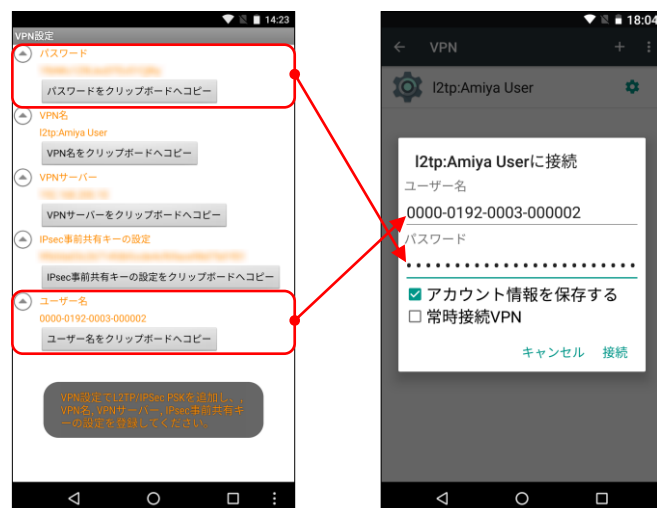 14:23
VPN設定
パスワード
パスワードをクリップボードへコピー
VPN名
l2tp:Amiya User
VPN名をクリップボードへコピー
VPNサーバー
VPNサーバーをクリップボードへコピー
IPsec事前共有キーの設定
IPsec事前共有キーの設定をクリップボードへコピー
ユーザー名
0000-0192-0003-000002
ユーザー名をクリップボードへコピー
VPN設定でL2TP/IPSec PSKを追加し、,
VPN名, VPNサーバー, IPsec事前共有キ
ーの設定を登録してください。
18:04
VPN
l2tp:Amiya User
l2tp:Amiya Userに接続
ユーザー名
0000-0192-0003-000002
パスワード
アカウント情報を保存する
常時接続VPN
キャンセル 接続